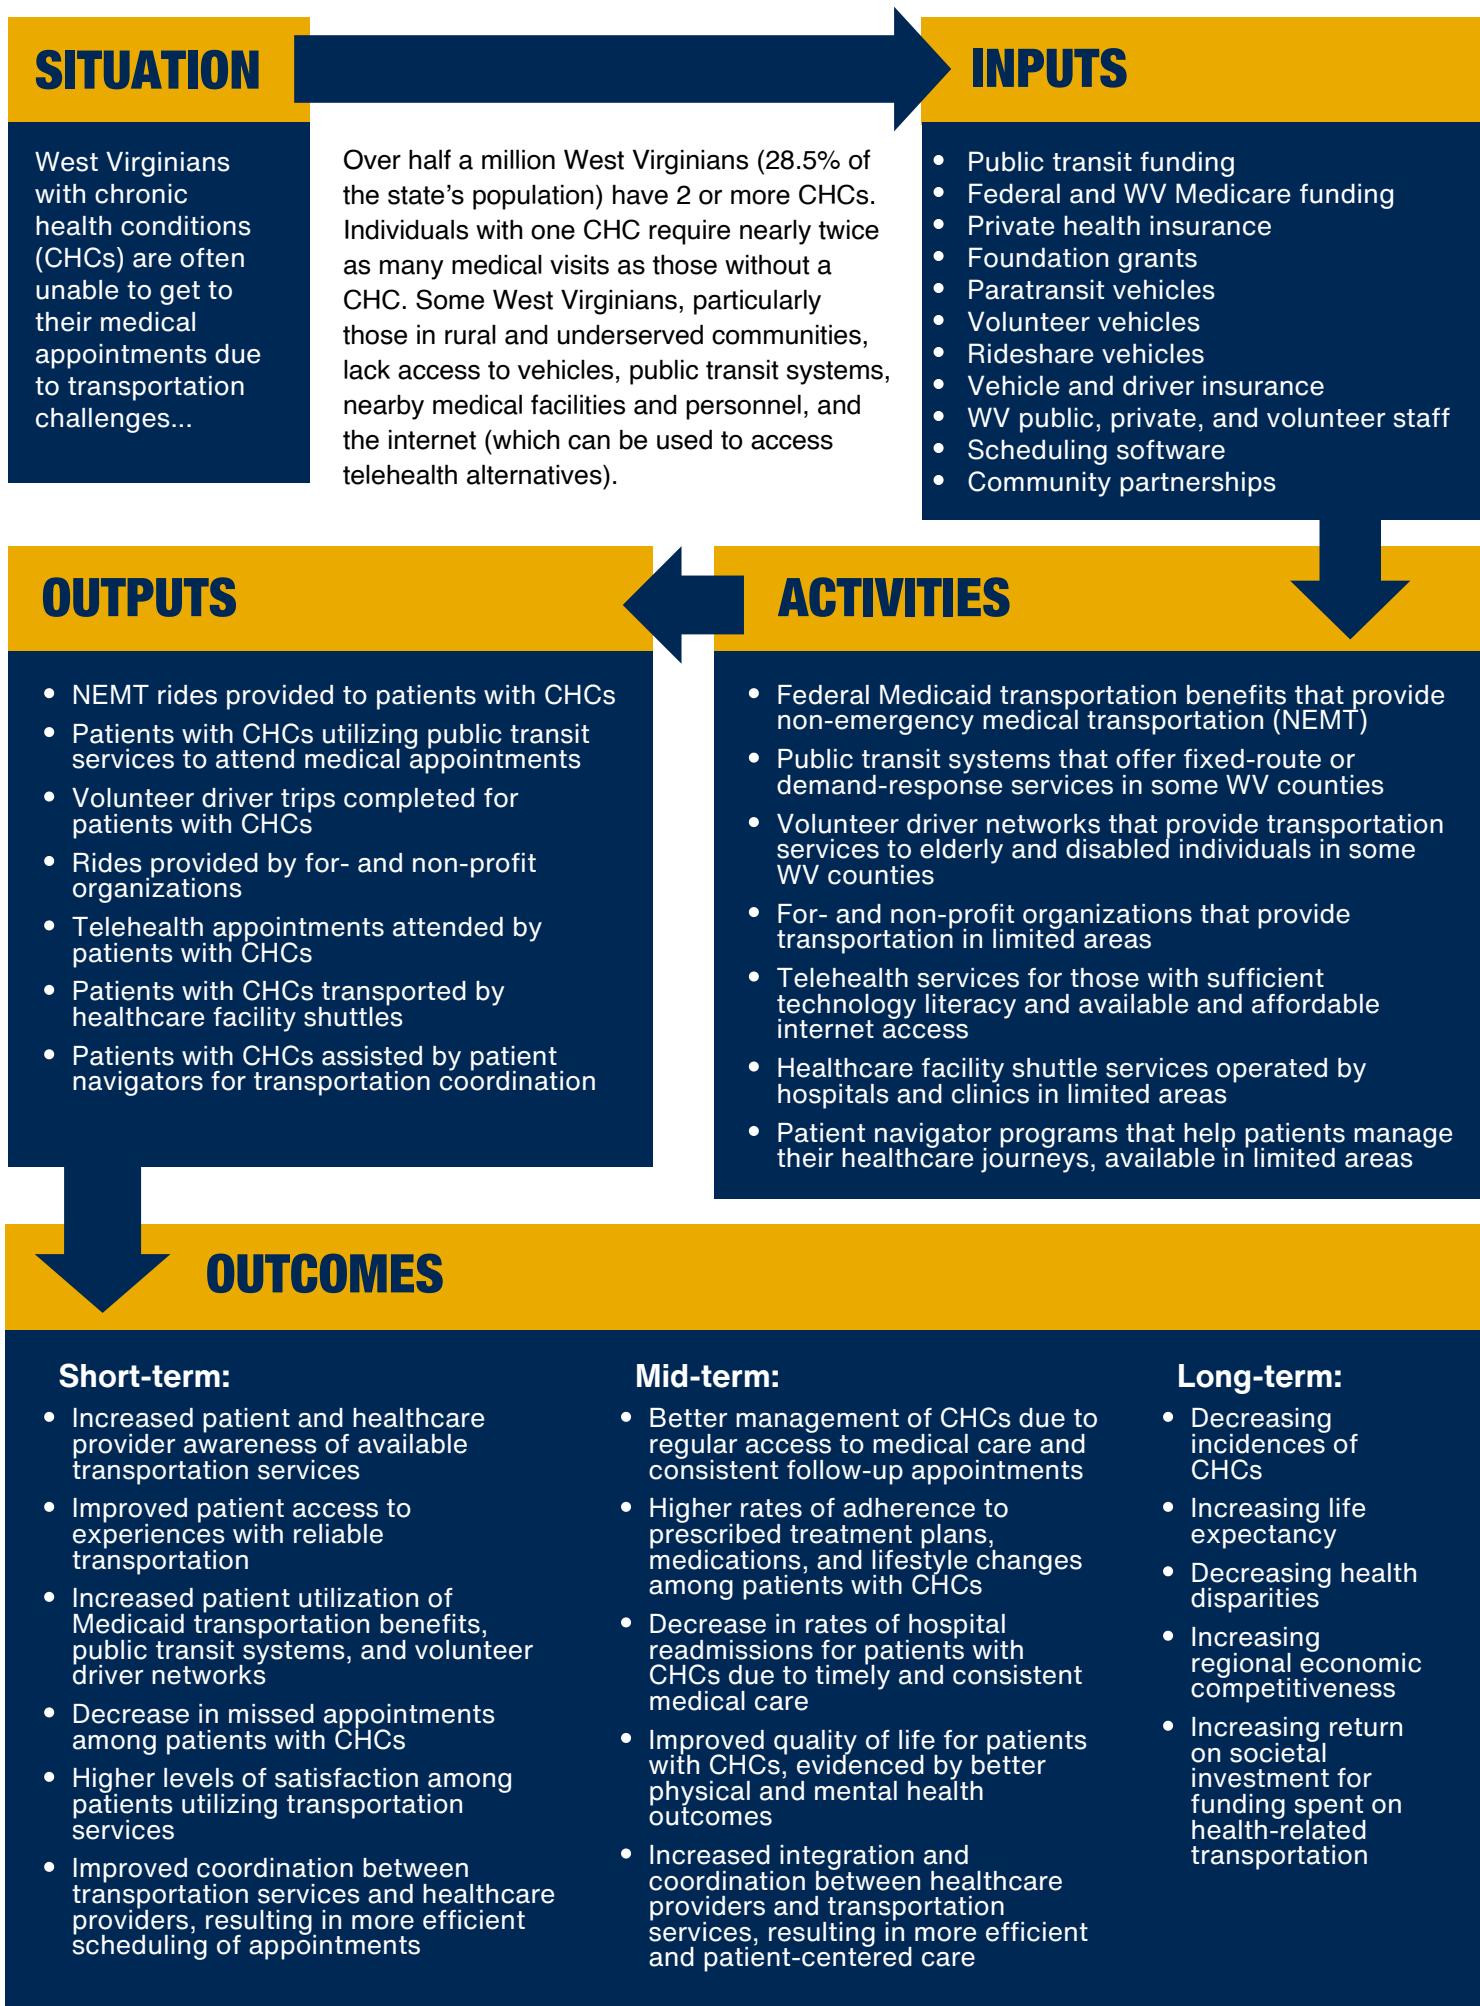 SITUATION
West Virginians
with chronic
health conditions
(CHCs) are often
unable to get to
their medical
appointments due
to transportation
challenges...
Over half a million West Virginians (28.5% of
the state's population) have 2 or more CHCs.
Individuals with one CHC require nearly twice
as many medical visits as those without a
CHC. Some West Virginians, particularly
those in rural and underserved communities,
lack access to vehicles, public transit systems,
nearby medical facilities and personnel, and
the internet (which can be used to access
telehealth alternatives).
INPUTS
• Public transit funding
• Federal and WV Medicare funding
• Private health insurance
• Foundation grants
• Paratransit vehicles
• Volunteer vehicles
• Rideshare vehicles
• Vehicle and driver insurance
• WV public, private, and volunteer staff
• Scheduling software
• Community partnerships
ACTIVITIES
• Federal Medicaid transportation benefits that provide
non-emergency medical transportation (NEMT)
• Public transit systems that offer fixed-route or
demand-response services in some WV counties
• Volunteer driver networks that provide transportation
services to elderly and disabled individuals in some
WV counties
• For- and non-profit organizations that provide
transportation in limited areas
• Telehealth services for those with sufficient
technology literacy and available and affordable
internet access
• Healthcare facility shuttle services operated by
hospitals and clinics in limited areas
• Patient navigator programs that help patients manage
their healthcare journeys, available in limited areas
OUTPUTS
• NEMT rides provided to patients with CHCs
• Patients with CHCs utilizing public transit
services to attend medical appointments
• Volunteer driver trips completed for
patients with CHCs
• Rides provided by for- and non-profit
organizations
• Telehealth appointments attended by
patients with CHCs
• Patients with CHCs transported by
healthcare facility shuttles
• Patients with CHCs assisted by patient
navigators for transportation coordination
OUTCOMES
Short-term:
• Increased patient and healthcare
provider awareness of available
transportation services
• Improved patient access to
experiences with reliable
transportation
• Increased patient utilization of
Medicaid transportation benefits,
public transit systems, and volunteer
driver networks
• Decrease in missed appointments
among patients with CHCs
• Higher levels of satisfaction among
patients utilizing transportation
services
• Improved coordination between
transportation services and healthcare
providers, resulting in more efficient
scheduling of appointments
Mid-term:
• Better management of CHCs due to
regular access to medical care and
consistent follow-up appointments
• Higher rates of adherence to
prescribed treatment plans,
medications, and lifestyle changes
among patients with CHCs
• Decrease in rates of hospital
readmissions for patients with
CHCs due to timely and consistent
medical care
• Improved quality of life for patients
with CHCs, evidenced by better
physical and mental health
outcomes
• Increased integration and
coordination between healthcare
providers and transportation
services, resulting in more efficient
and patient-centered care
Long-term:
• Decreasing
incidences of
CHCs
• Increasing life
expectancy
• Decreasing health
disparities
• Increasing
regional economic
competitiveness
• Increasing return
on societal
investment for
funding spent on
health-related
transportation